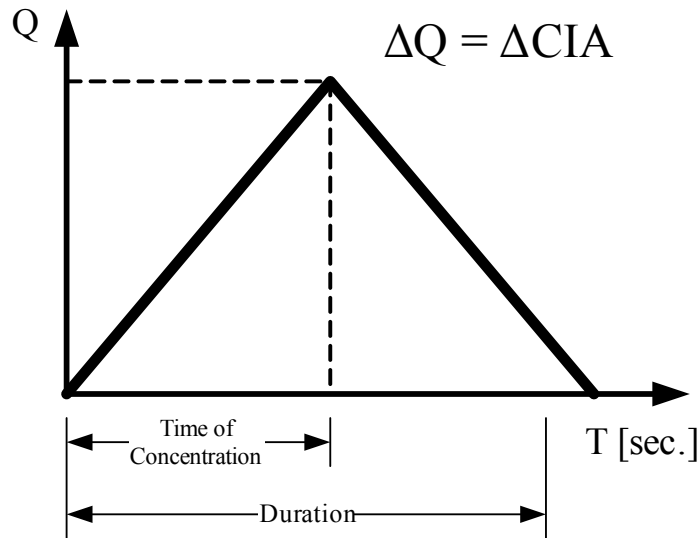 Q
ΔQ = ΔCIA
Time of
Concentration
T [sec.]
Duration